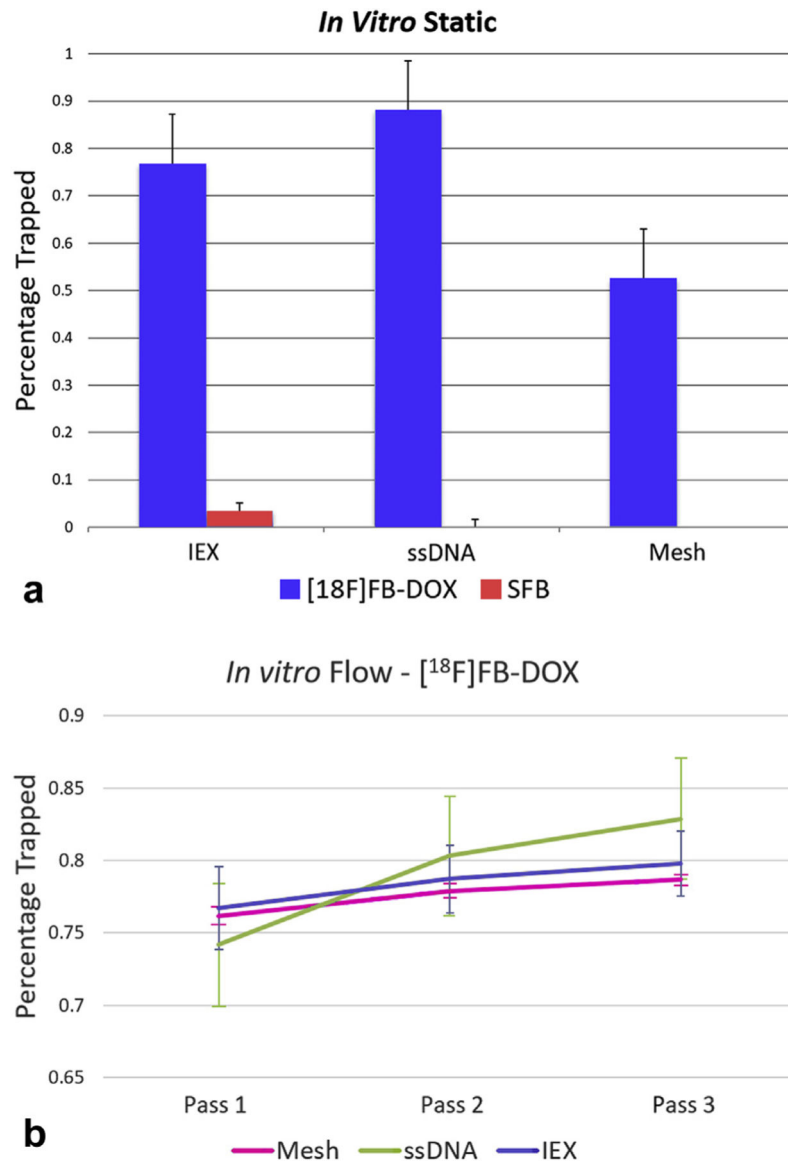 In Vitro Static
Percentage Trapped
1
0.9
0.8
0.7
0.6
0.5
0.4
0.3
0.2
0.1
0
IEX ssDNA Mesh
[18F]FB-DOX SFB
a
In vitro Flow - [¹⁸F]FB-DOX
Percentage Trapped
0.9
0.85
0.8
0.75
0.7
0.65
Pass 1 Pass 2 Pass 3
Mesh ssDNA IEX
b